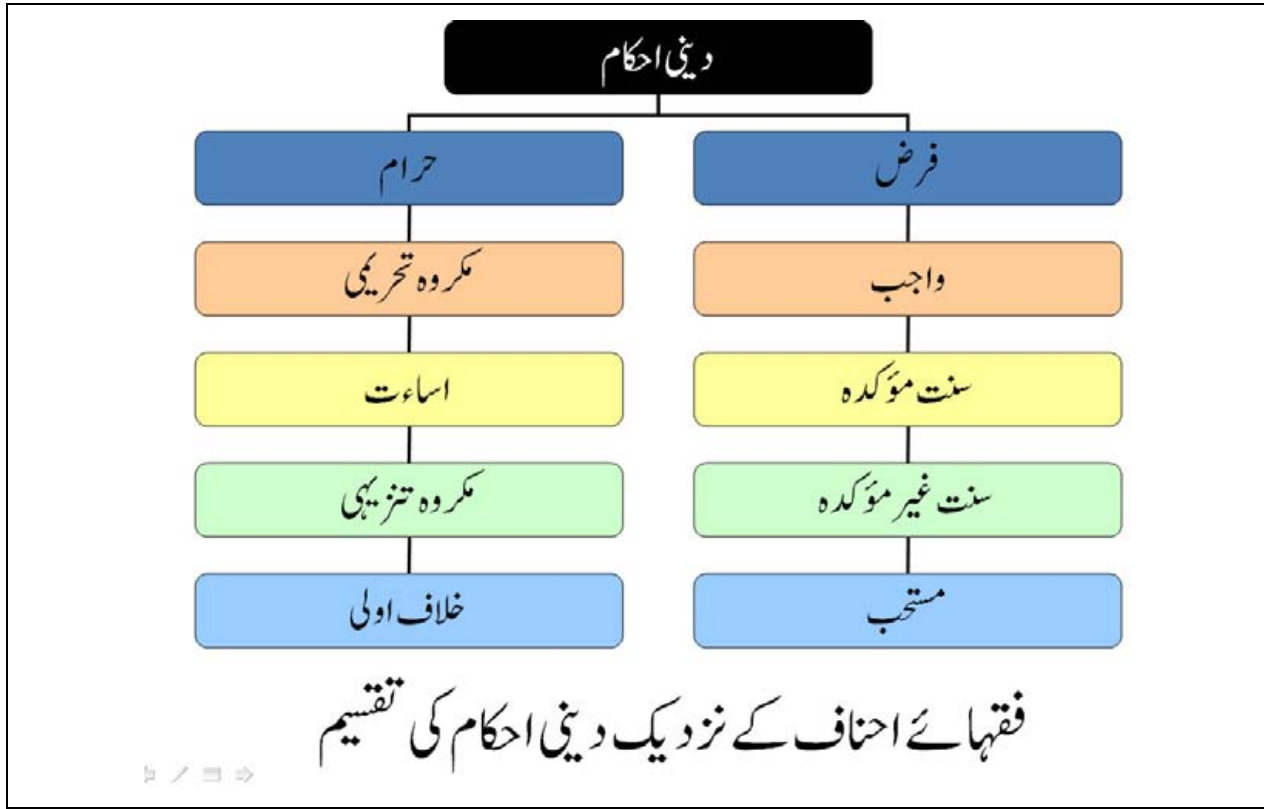 دینی احکام
فرض
حرام
واجب
مکروہ تحریمی
سنت مؤکدہ
اساءت
سنت غیر مؤکدہ
مکروہ تنزیہی
مستحب
خلاف اولی
فقہائے احناف کے نزدیک دینی احکام کی تقسیم